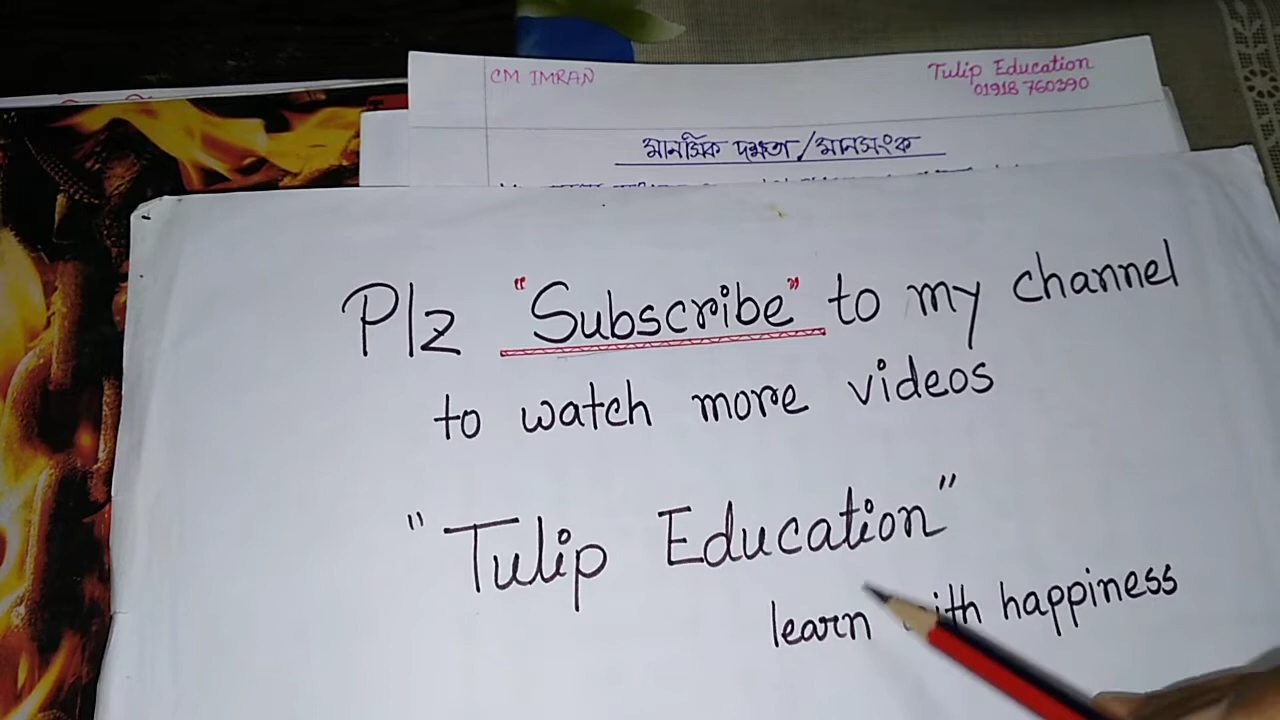 CM IMRAN
Tulip Education
01918 760390
মানসিক দক্ষতা/মানসংক
Plz "Subscribe" to my channel
to watch more videos
"Tulip Education"
learn with happiness